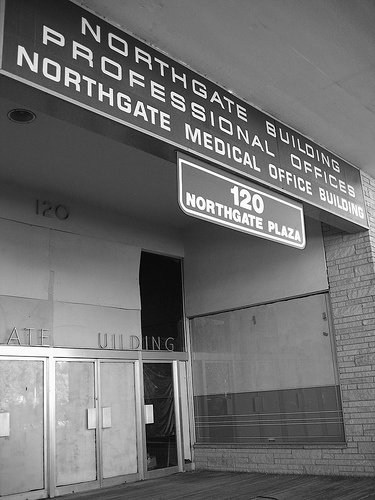 NORTHGATE BUILDING
PROFESSIONAL OFFICES
NORTHGATE MEDICAL OFFICE BUILDING
120
NORTHGATE PLAZA
120
ATE UILDING